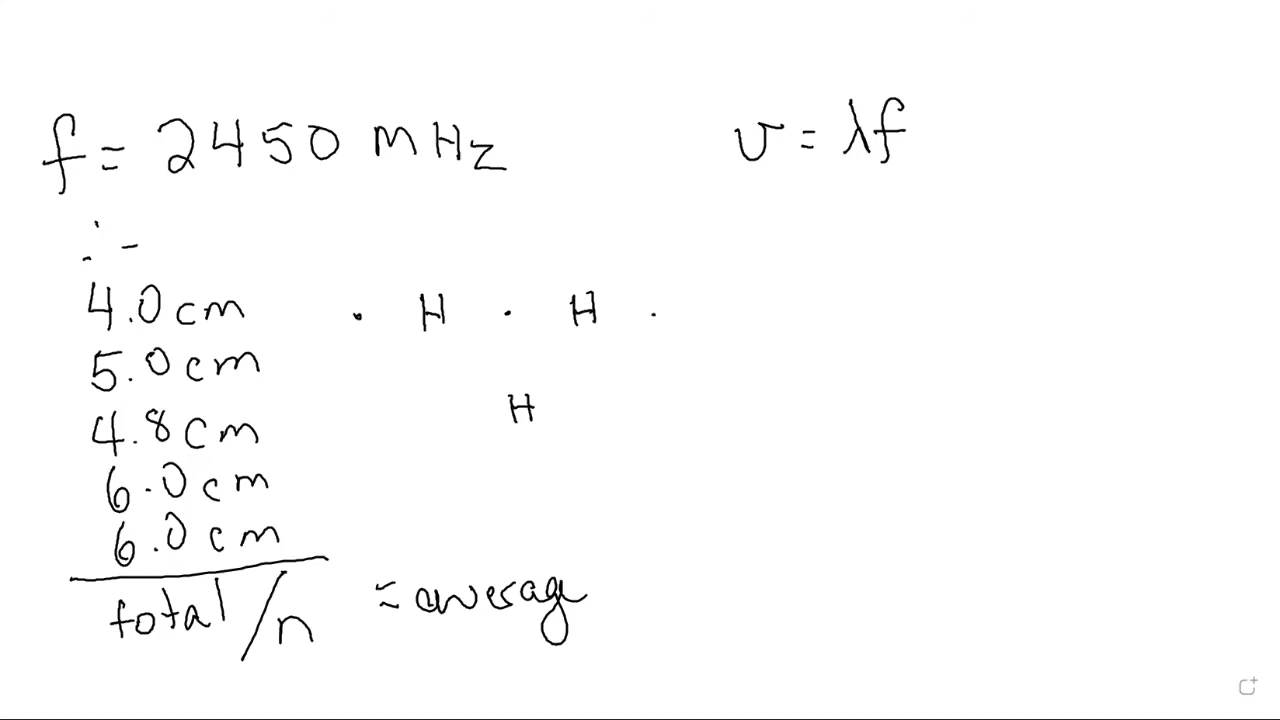 f = 2450 MHz
v = λf
∴ -
4.0 cm . H . H .
5.0 cm
4.8 cm H
6.0 cm
6.0 cm
total/n = average